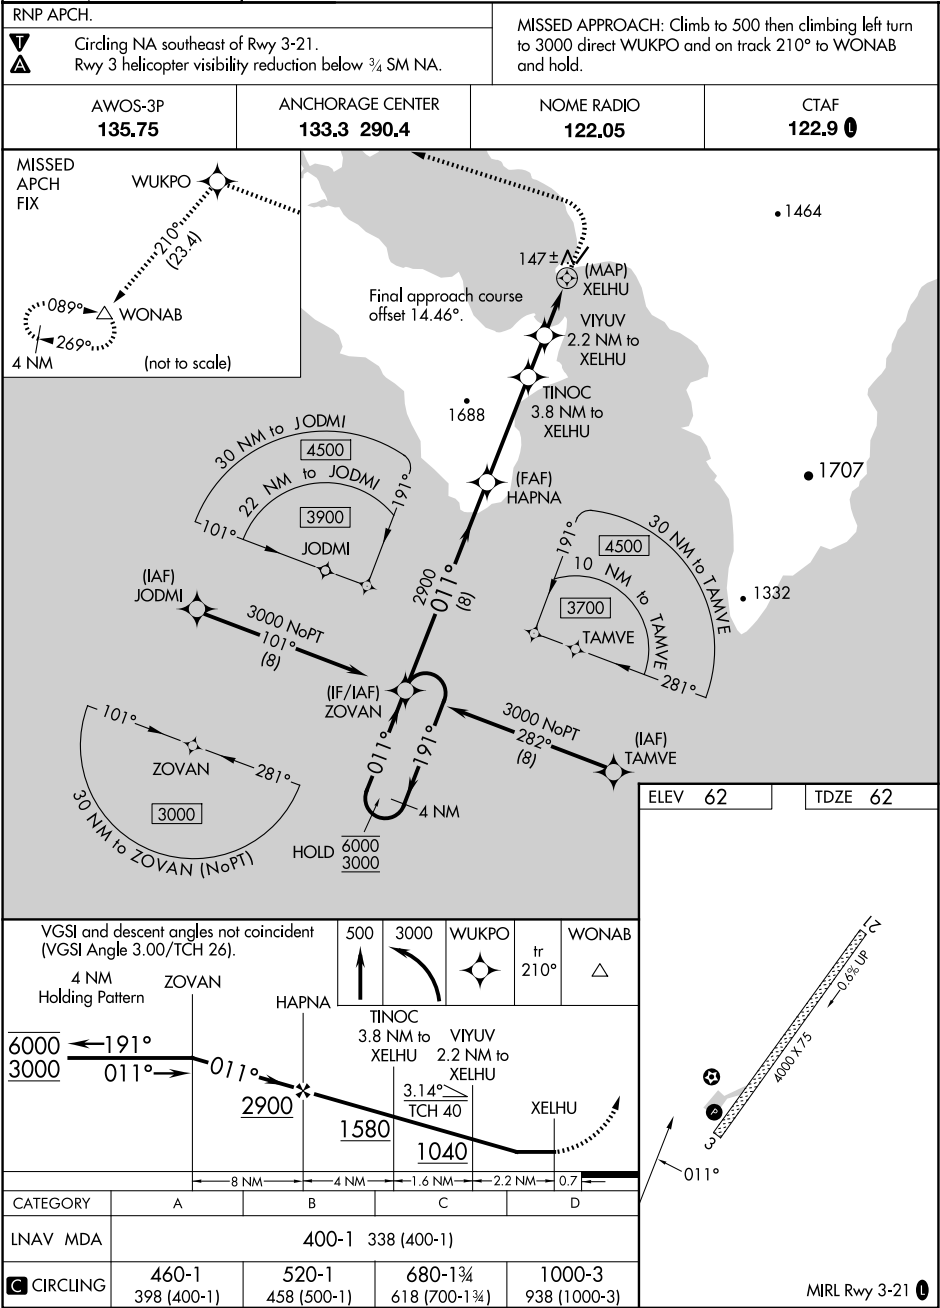 RNP APCH.
T
A
Circling NA southeast of Rwy 3-21.
Rwy 3 helicopter visibility reduction below ¾ SM NA.
MISSED APPROACH: Climb to 500 then climbing left turn
to 3000 direct WUKPO and on track 210° to WONAB
and hold.
AWOS-3P
135.75
ANCHORAGE CENTER
133.3 290.4
NOME RADIO
122.05
CTAF
122.9 L
MISSED
APCH
FIX
WUKPO
210°
(23.4)
089°
WONAB
269°
4 NM
(not to scale)
1464
147 ±
(MAP)
XELHU
Final approach course
offset 14.46°.
VIYUV
2.2 NM to
XELHU
TINOC
3.8 NM to
XELHU
1688
30 NM to JODMI
4500
22 NM to JODMI
3900
191°
101°
JODMI
(FAF)
HAPNA
1707
191°
30 NM to TAMVE
4500
10 NM to TAMVE
3700
TAMVE
281°
1332
(IAF)
JODMI
3000 NoPT
101°
(8)
2900
011°
(8)
(IF/IAF)
ZOVAN
3000 NoPT
282°
(8)
(IAF)
TAMVE
101°
ZOVAN
281°
3000
30 NM to ZOVAN (NoPT)
011°
191°
4 NM
HOLD
6000
3000
ELEV 62
TDZE 62
21
0.6% UP
4000 X 75
P
3
011°
MIRL Rwy 3-21 L
VGSI and descent angles not coincident
(VGSI Angle 3.00/TCH 26).
500
3000
WUKPO
tr
210°
WONAB
4 NM
Holding Pattern
ZOVAN
HAPNA
TINOC
3.8 NM to
XELHU
VIYUV
2.2 NM to
XELHU
6000
3000
191°
011°
011°
2900
1580
3.14°
TCH 40
1040
XELHU
8 NM
4 NM
1.6 NM
2.2 NM
0.7
CATEGORY A B C D
LNAV MDA 400-1 338 (400-1)
C CIRCLING
460-1
398 (400-1)
520-1
458 (500-1)
680-1¾
618 (700-1¾)
1000-3
938 (1000-3)